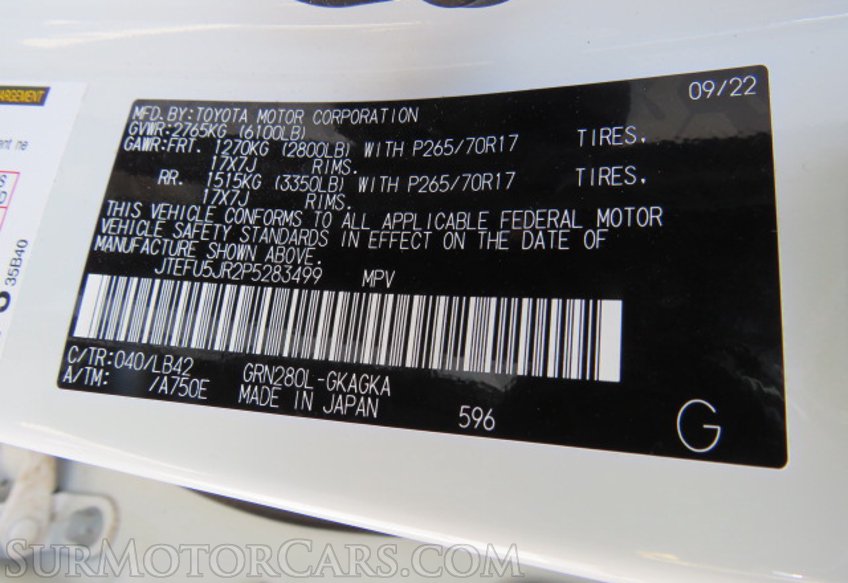 09/22
MFD.BY:TOYOTA MOTOR CORPORATION
GVWR:2765KG (6100LB)
GAWR:FRT. 1270KG (2800LB) WITH P265/70R17 TIRES,
17X7J RIMS.
RR. 1515KG (3350LB) WITH P265/70R17 TIRES,
17X7J RIMS.
THIS VEHICLE CONFORMS TO ALL APPLICABLE FEDERAL MOTOR
VEHICLE SAFETY STANDARDS IN EFFECT ON THE DATE OF
MANUFACTURE SHOWN ABOVE.
JTEFU5JR2P5283499 MPV
C/TR:040/LB42 GRN280L-GKAGKA
A/TM: /A750E MADE IN JAPAN 596
G
35B40
SurMotorCars.com